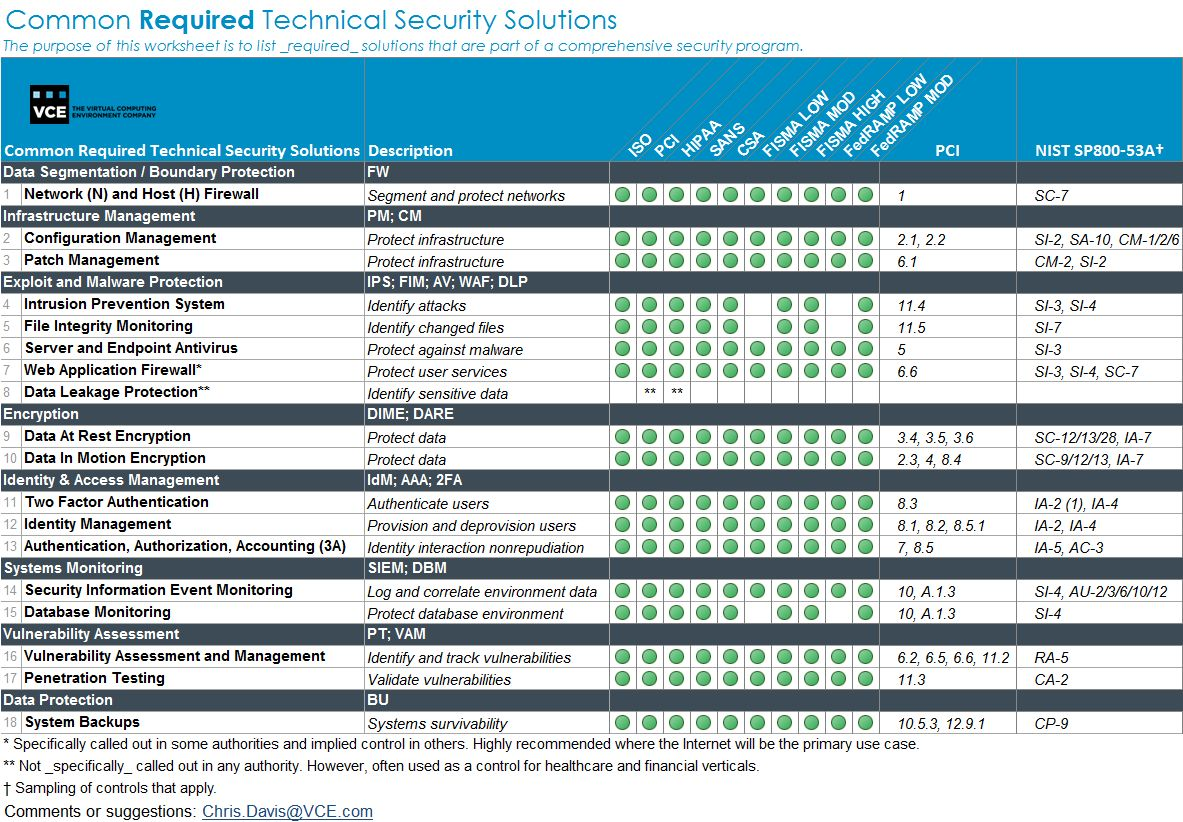 Common Required Technical Security Solutions
The purpose of this worksheet is to list _required_ solutions that are part of a comprehensive security program.
VCE THE VIRTUAL COMPUTING
ENVIRONMENT COMPANY
Common Required Technical Security Solutions Description ISO PCI HIPAA SANS CSA FISMA LOW FISMA MOD FISMA HIGH FedRAMP LOW FedRAMP MOD PCI NIST SP800-53A†
Data Segmentation / Boundary Protection FW
1 Network (N) and Host (H) Firewall Segment and protect networks 1 SC-7
Infrastructure Management PM; CM
2 Configuration Management Protect infrastructure 2.1, 2.2 SI-2, SA-10, CM-1/2/6
3 Patch Management Protect infrastructure 6.1 CM-2, SI-2
Exploit and Malware Protection IPS; FIM; AV; WAF; DLP
4 Intrusion Prevention System Identify attacks 11.4 SI-3, SI-4
5 File Integrity Monitoring Identify changed files 11.5 SI-7
6 Server and Endpoint Antivirus Protect against malware 5 SI-3
7 Web Application Firewall* Protect user services 6.6 SI-3, SI-4, SC-7
8 Data Leakage Protection** Identify sensitive data ** **
Encryption DIME; DARE
9 Data At Rest Encryption Protect data 3.4, 3.5, 3.6 SC-12/13/28, IA-7
10 Data In Motion Encryption Protect data 2.3, 4, 8.4 SC-9/12/13, IA-7
Identity & Access Management IdM; AAA; 2FA
11 Two Factor Authentication Authenticate users 8.3 IA-2 (1), IA-4
12 Identity Management Provision and deprovision users 8.1, 8.2, 8.5.1 IA-2, IA-4
13 Authentication, Authorization, Accounting (3A) Identity interaction nonrepudiation 7, 8.5 IA-5, AC-3
Systems Monitoring SIEM; DBM
14 Security Information Event Monitoring Log and correlate environment data 10, A.1.3 SI-4, AU-2/3/6/10/12
15 Database Monitoring Protect database environment 10, A.1.3 SI-4
Vulnerability Assessment PT; VAM
16 Vulnerability Assessment and Management Identify and track vulnerabilities 6.2, 6.5, 6.6, 11.2 RA-5
17 Penetration Testing Validate vulnerabilities 11.3 CA-2
Data Protection BU
18 System Backups Systems survivability 10.5.3, 12.9.1 CP-9
* Specifically called out in some authorities and implied control in others. Highly recommended where the Internet will be the primary use case.
** Not _specifically_ called out in any authority. However, often used as a control for healthcare and financial verticals.
† Sampling of controls that apply.
Comments or suggestions: Chris.Davis@VCE.com